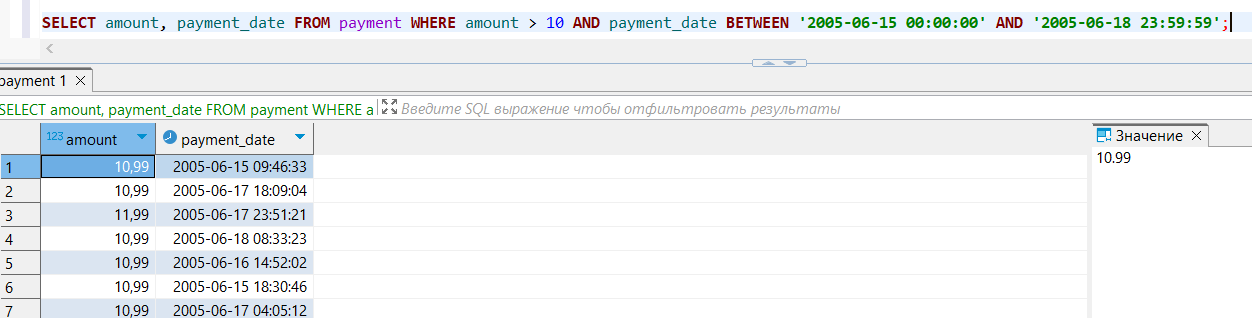 SELECT amount, payment_date FROM payment WHERE amount > 10 AND payment_date BETWEEN '2005-06-15 00:00:00' AND '2005-06-18 23:59:59';
payment 1
SELECT amount, payment_date FROM payment WHERE a Введите SQL выражение чтобы отфильтровать результаты
123 amount payment_date Значение
1 10,99 2005-06-15 09:46:33 10.99
2 10,99 2005-06-17 18:09:04
3 11,99 2005-06-17 23:51:21
4 10,99 2005-06-18 08:33:23
5 10,99 2005-06-16 14:52:02
6 10,99 2005-06-15 18:30:46
7 10,99 2005-06-17 04:05:12